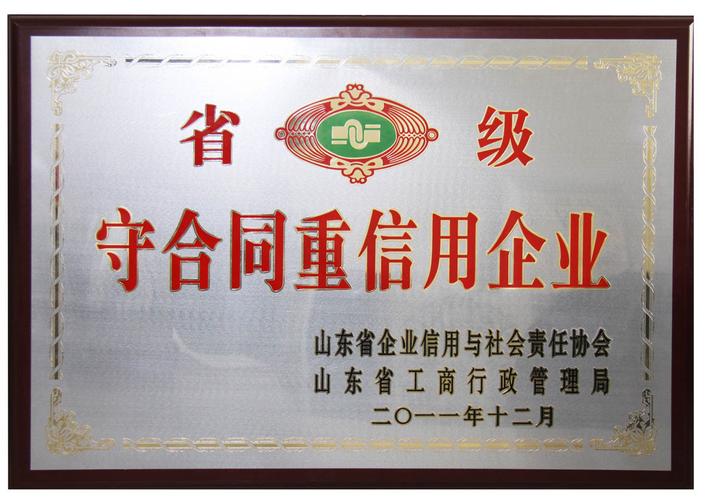 省 级
守合同重信用企业
山东省企业信用与社会责任协会
山东省工商行政管理局
二〇一一年十二月